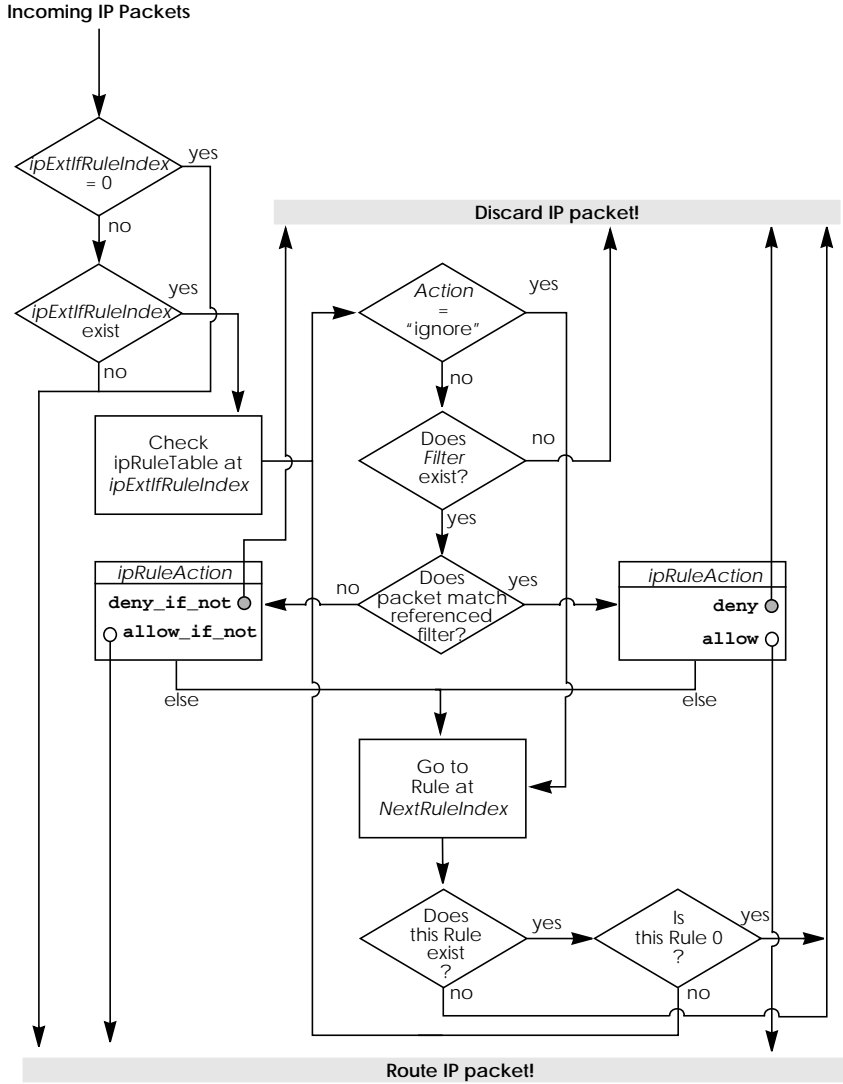 Incoming IP Packets
ipExtIfRuleIndex
= 0
yes
no
Discard IP packet!
ipExtIfRuleIndex
exist
yes
no
Action
=
“ignore”
yes
no
Check
ipRuleTable at
ipExtIfRuleIndex
Does
Filter
exist?
no
yes
ipRuleAction
deny_if_not
allow_if_not
no
Does
packet match
referenced
filter?
yes
ipRuleAction
deny
allow
else
else
Go to
Rule at
NextRuleIndex
Does
this Rule
exist
?
yes
no
Is
this Rule 0
?
yes
no
Route IP packet!